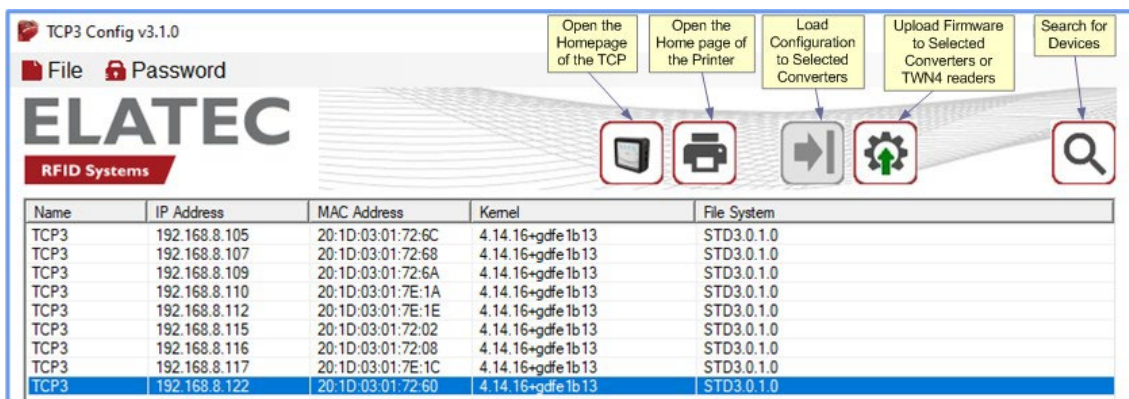 TCP3 Config v3.1.0
Open the
Homepage
of the TCP
Open the
Home page of
the Printer
Load
Configuration
to Selected
Converters
Upload Firmware
to Selected
Converters or
TWN4 readers
Search for
Devices
File Password
ELATEC
RFID Systems
Name IP Address MAC Address Kernel File System
TCP3 192.168.8.105 20:1D:03:01:72:6C 4.14.16+gdfe1b13 STD3.0.1.0
TCP3 192.168.8.107 20:1D:03:01:72:68 4.14.16+gdfe1b13 STD3.0.1.0
TCP3 192.168.8.109 20:1D:03:01:72:6A 4.14.16+gdfe1b13 STD3.0.1.0
TCP3 192.168.8.110 20:1D:03:01:7E:1A 4.14.16+gdfe1b13 STD3.0.1.0
TCP3 192.168.8.112 20:1D:03:01:7E:1E 4.14.16+gdfe1b13 STD3.0.1.0
TCP3 192.168.8.115 20:1D:03:01:72:02 4.14.16+gdfe1b13 STD3.0.1.0
TCP3 192.168.8.116 20:1D:03:01:72:08 4.14.16+gdfe1b13 STD3.0.1.0
TCP3 192.168.8.117 20:1D:03:01:7E:1C 4.14.16+gdfe1b13 STD3.0.1.0
TCP3 192.168.8.122 20:1D:03:01:72:60 4.14.16+gdfe1b13 STD3.0.1.0